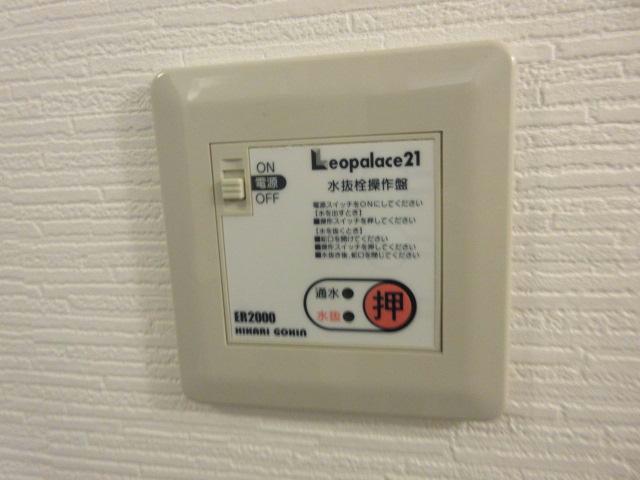 Leopalace21
ON
電源
OFF
水抜栓操作盤
電源スイッチをONにしてください
【水を出すとき】
■操作スイッチを押してください
【水を抜くとき】
■蛇口を開けてください
■操作スイッチを押してください
■水抜き後、蛇口を閉じてください
通水
水抜
押
ER2000
HIKARI GOKIN